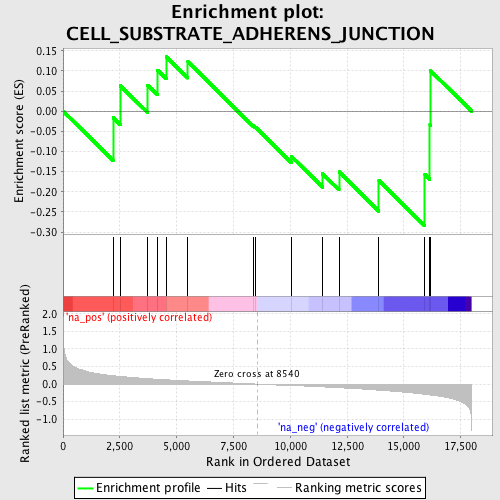 Enrichment plot:
CELL_SUBSTRATE_ADHERENS_JUNCTION
Enrichment score (ES)
0.15
0.10
0.05
0.00
-0.05
-0.10
-0.15
-0.20
-0.25
-0.30
'na_pos' (positively correlated)
Ranked list metric (PreRanked)
2.0
1.5
1.0
0.5
0.0
-0.5
-1.0
Zero cross at 8540
'na_neg' (negatively correlated)
0 2,500 5,000 7,500 10,000 12,500 15,000 17,500
Rank in Ordered Dataset
Enrichment profile Hits Ranking metric scores